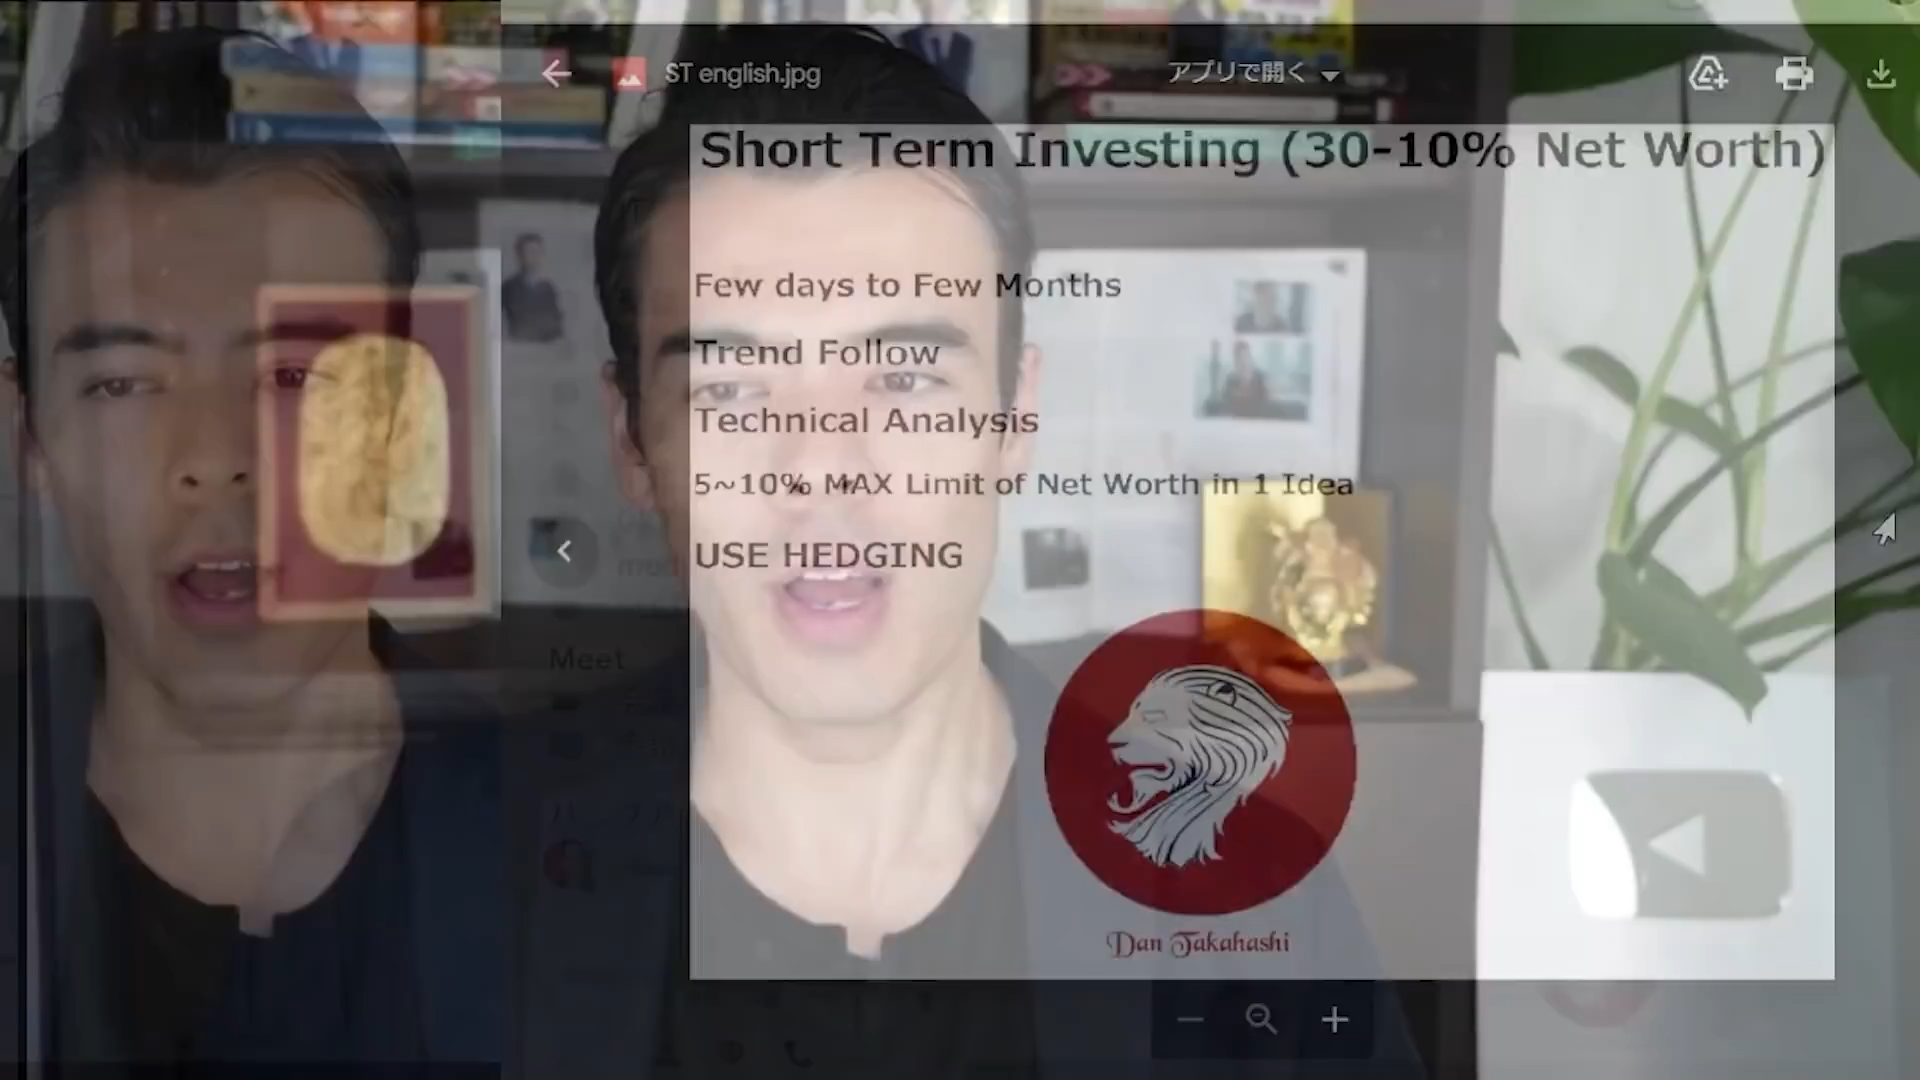 ST english.jpg
アプリで開く
Short Term Investing (30-10% Net Worth)
Few days to Few Months
Trend Follow
Technical Analysis
5~10% MAX Limit of Net Worth in 1 Idea
USE HEDGING
Meet
Dan Takahashi